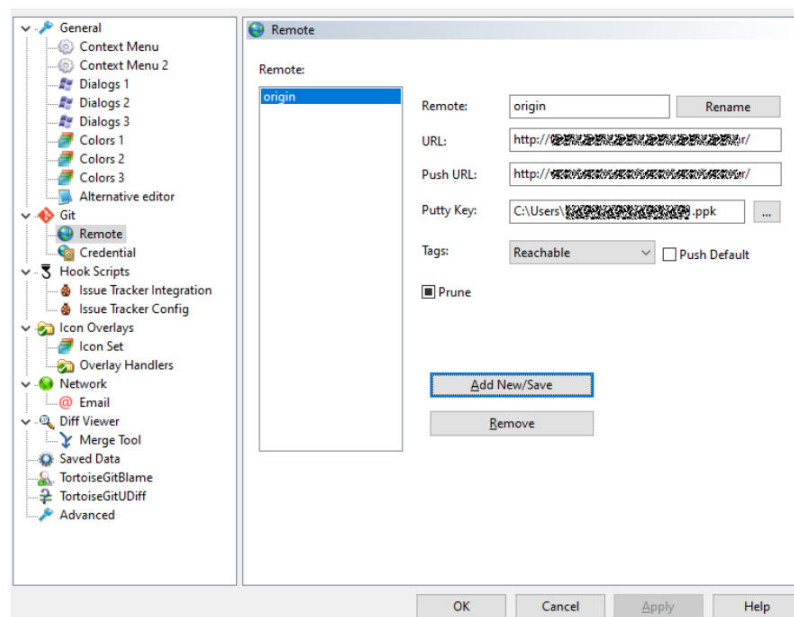 General
Context Menu
Context Menu 2
Dialogs 1
Dialogs 2
Dialogs 3
Colors 1
Colors 2
Colors 3
Alternative editor
Git
Remote
Credential
Hook Scripts
Issue Tracker Integration
Issue Tracker Config
Icon Overlays
Icon Set
Overlay Handlers
Network
Email
Diff Viewer
Merge Tool
Saved Data
TortoiseGitBlame
TortoiseGitUDiff
Advanced
Remote
Remote:
origin
Remote: origin Rename
URL: http:// r/
Push URL: http:// r/
Putty Key: C:\Users\ .ppk ...
Tags: Reachable Push Default
Prune
Add New/Save
Remove
OK Cancel Apply Help